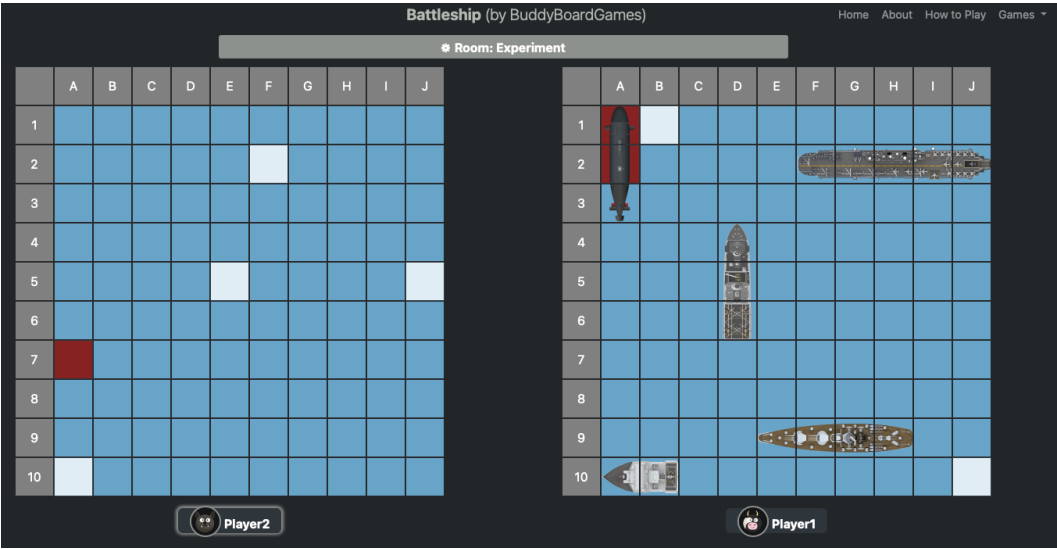 Battleship (by BuddyBoardGames)
Home About How to Play Games
Room: Experiment
A B C D E F G H I J
1
2
3
4
5
6
7
8
9
10
A B C D E F G H I J
1
2
3
4
5
6
7
8
9
10
Player2
Player1